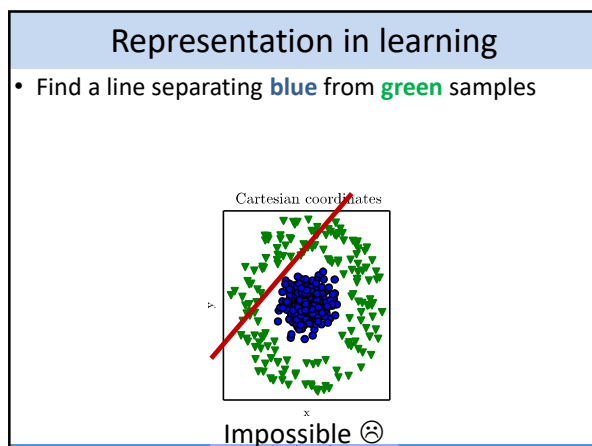 Representation in learning
• Find a line separating blue from green samples
Cartesian coordinates
y
x
Impossible ☹